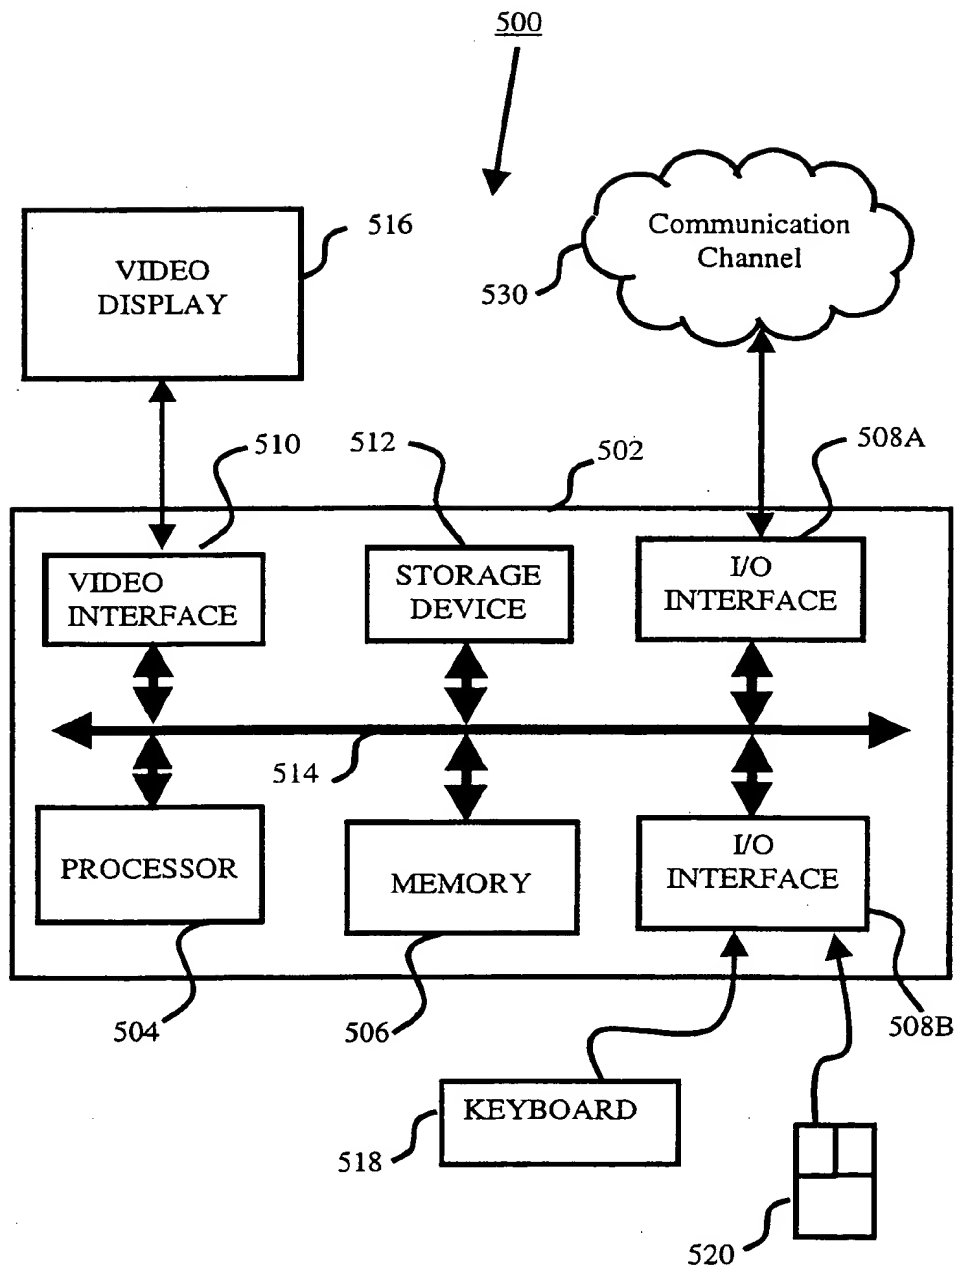 500
VIDEO
DISPLAY
516
Communication
Channel
530
510
512
502
508A
VIDEO
INTERFACE
STORAGE
DEVICE
I/O
INTERFACE
514
PROCESSOR
MEMORY
I/O
INTERFACE
504
506
508B
KEYBOARD
518
520